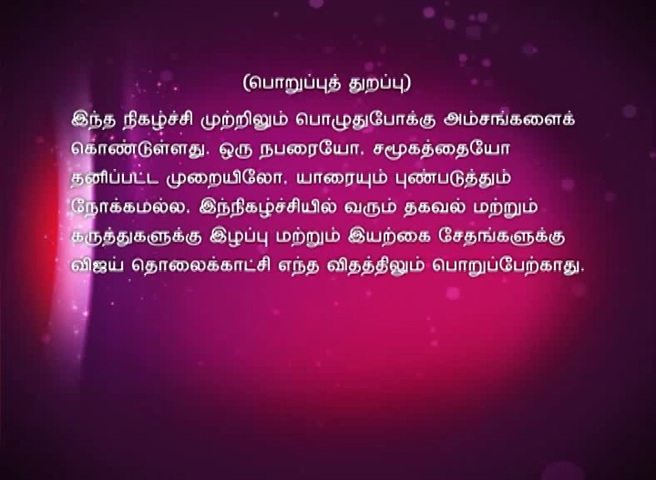 (பொறுப்புத் துறப்பு)
இந்த நிகழ்ச்சி முற்றிலும் பொழுதுபோக்கு அம்சங்களைக்
கொண்டுள்ளது. ஒரு நபரையோ, சமூகத்தையோ
தனிப்பட்ட முறையிலோ, யாரையும் புண்படுத்தும்
நோக்கமல்ல, இந்நிகழ்ச்சியில் வரும் தகவல் மற்றும்
கருத்துகளுக்கு இழப்பு மற்றும் இயற்கை சேதங்களுக்கு
விஜய் தொலைக்காட்சி எந்த விதத்திலும் பொறுப்பேற்காது.